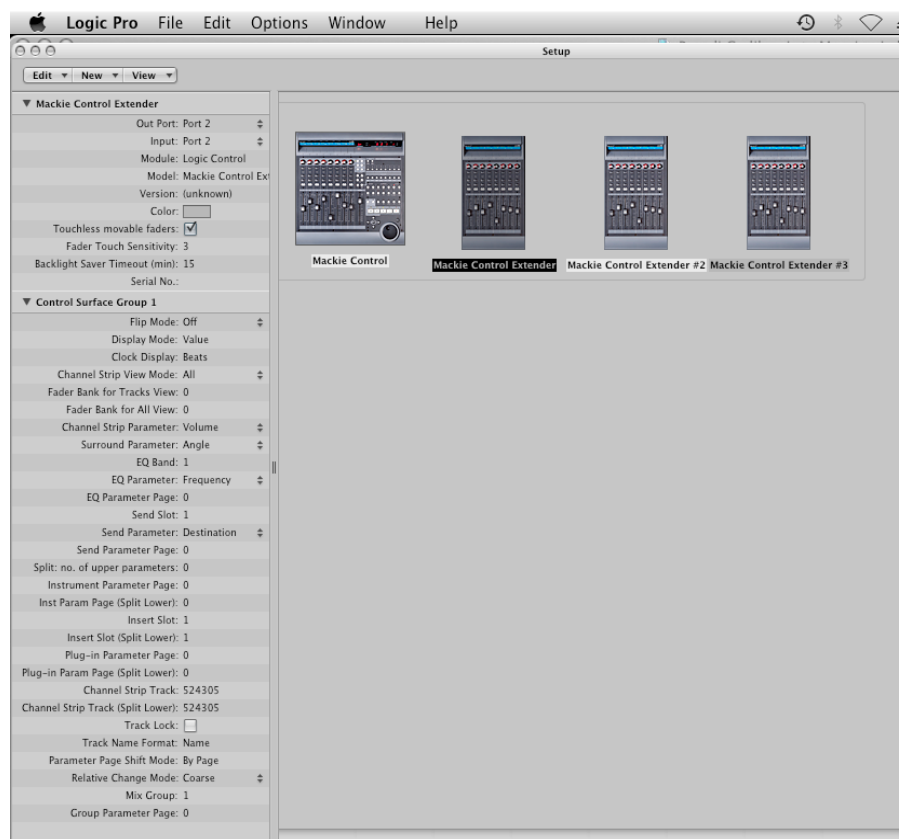 Logic Pro File Edit Options Window Help
Setup
Edit New View
Mackie Control Extender
Out Port: Port 2
Input: Port 2
Module: Logic Control
Model: Mackie Control Ex
Version: (unknown)
Color:
Touchless movable faders:
Fader Touch Sensitivity: 3
Backlight Saver Timeout (min): 15
Serial No.:
Control Surface Group 1
Flip Mode: Off
Display Mode: Value
Clock Display: Beats
Channel Strip View Mode: All
Fader Bank for Tracks View: 0
Fader Bank for All View: 0
Channel Strip Parameter: Volume
Surround Parameter: Angle
EQ Band: 1
EQ Parameter: Frequency
EQ Parameter Page: 0
Send Slot: 1
Send Parameter: Destination
Send Parameter Page: 0
Split: no. of upper parameters: 0
Instrument Parameter Page: 0
Inst Param Page (Split Lower): 0
Insert Slot: 1
Insert Slot (Split Lower): 1
Plug-in Parameter Page: 0
Plug-in Param Page (Split Lower): 0
Channel Strip Track: 524305
Channel Strip Track (Split Lower): 524305
Track Lock:
Track Name Format: Name
Parameter Page Shift Mode: By Page
Relative Change Mode: Coarse
Mix Group: 1
Group Parameter Page: 0
Mackie Control
Mackie Control Extender
Mackie Control Extender #2
Mackie Control Extender #3